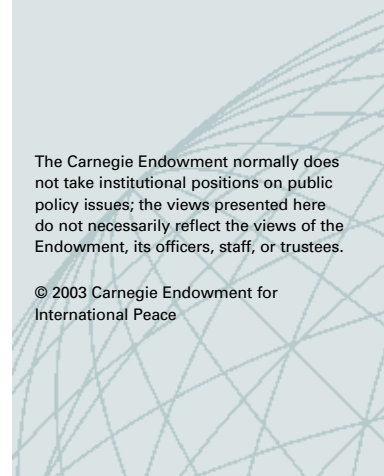 The Carnegie Endowment normally does
not take institutional positions on public
policy issues; the views presented here
do not necessarily reflect the views of the
Endowment, its officers, staff, or trustees.
© 2003 Carnegie Endowment for
International Peace